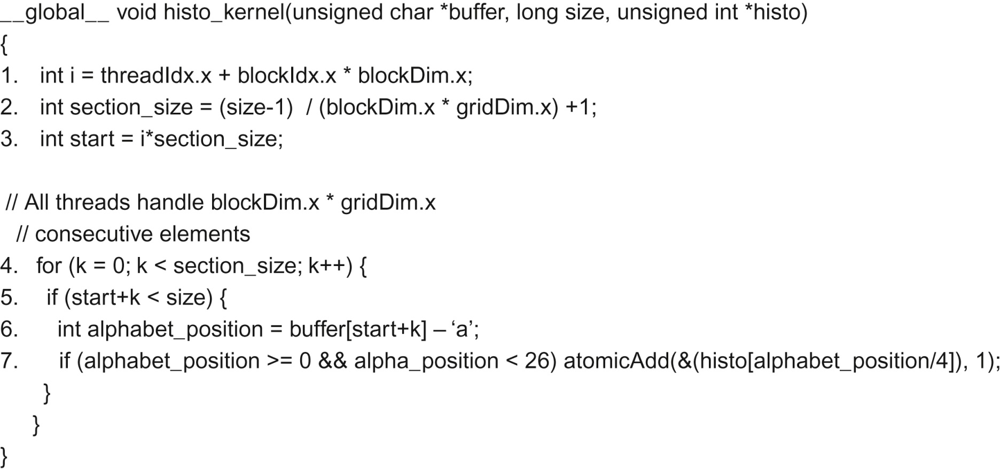 __global__ void histo_kernel(unsigned char *buffer, long size, unsigned int *histo)
{
1. int i = threadIdx.x + blockIdx.x * blockDim.x;
2. int section_size = (size-1) / (blockDim.x * gridDim.x) +1;
3. int start = i*section_size;
// All threads handle blockDim.x * gridDim.x
// consecutive elements
4. for (k = 0; k < section_size; k++) {
5. if (start+k < size) {
6. int alphabet_position = buffer[start+k] – ‘a’;
7. if (alphabet_position >= 0 && alpha_position < 26) atomicAdd(&(histo[alphabet_position/4]), 1);
}
}
}